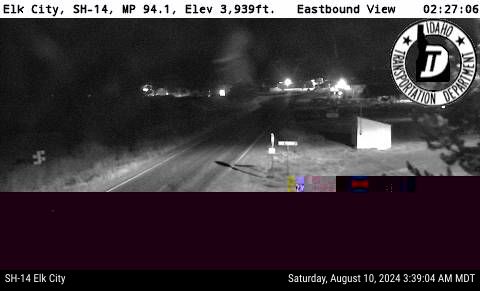 Elk City, SH-14, MP 94.1, Elev 3,939ft. Eastbound View 02:27:06
IDAHO
TRANSPORTATION DEPARTMENT
SH-14 Elk City Saturday, August 10, 2024 3:39:04 AM MDT